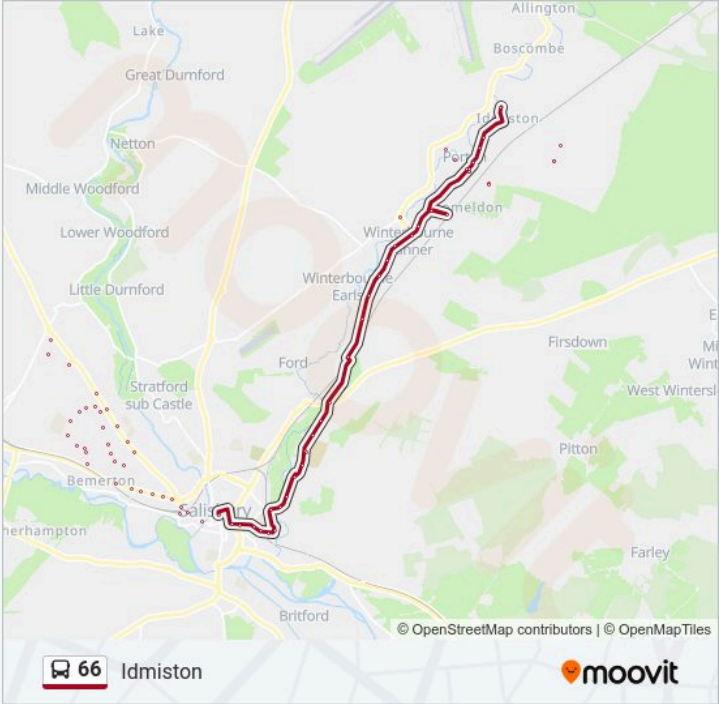 Allington
Lake
Boscombe
Great Durnford
Idmiston
Netton
Middle Woodford
Lower Woodford
Winterbourne
Little Durnford
Winterbourne
Earls
Firsdown
Ford
Stratford
sub Castle
West Wintersl
Pitton
Bemerton
Salisbury
herhampton
Farley
Britford
© OpenStreetMap contributors | © OpenMapTiles
66 Idmiston
moovit